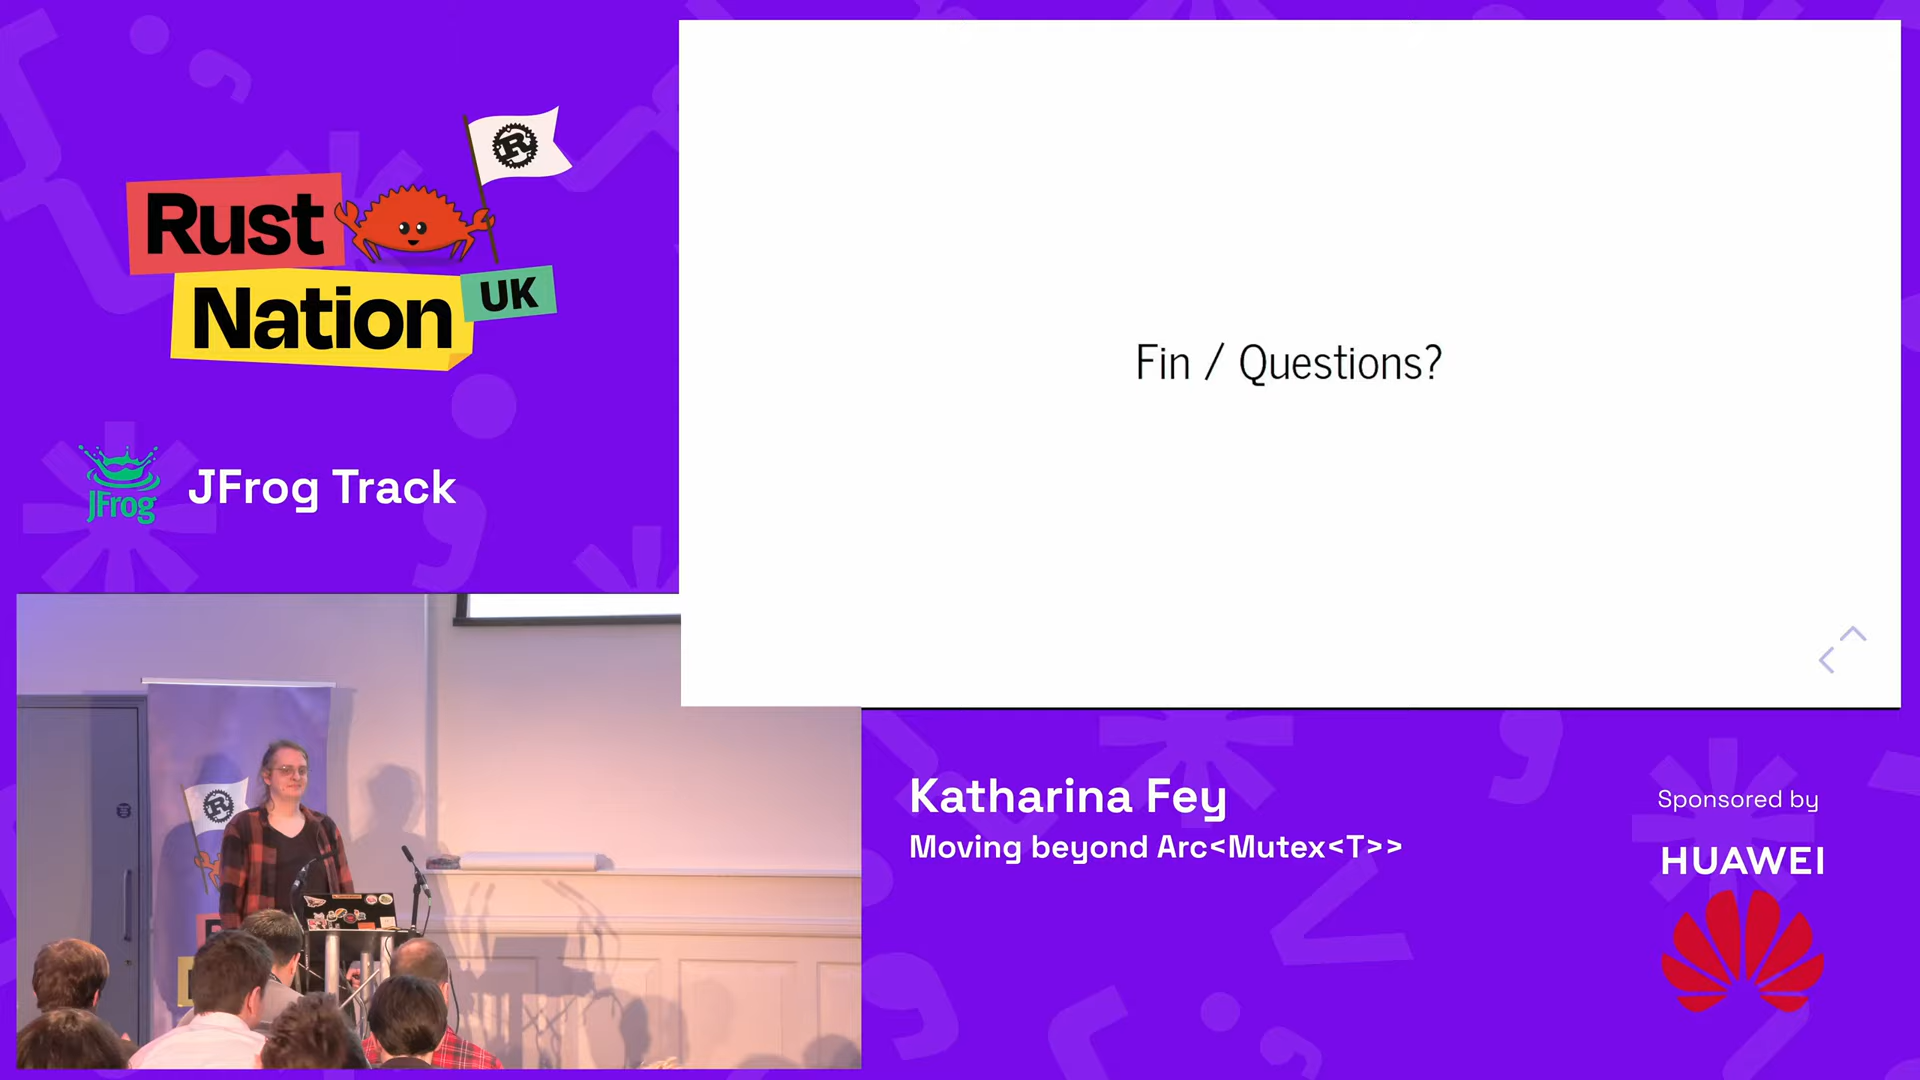 Rust
Nation
UK
R
JFrog
JFrog Track
Fin / Questions?
R
Katharina Fey
Moving beyond Arc<Mutex<T>>
Sponsored by
HUAWEI